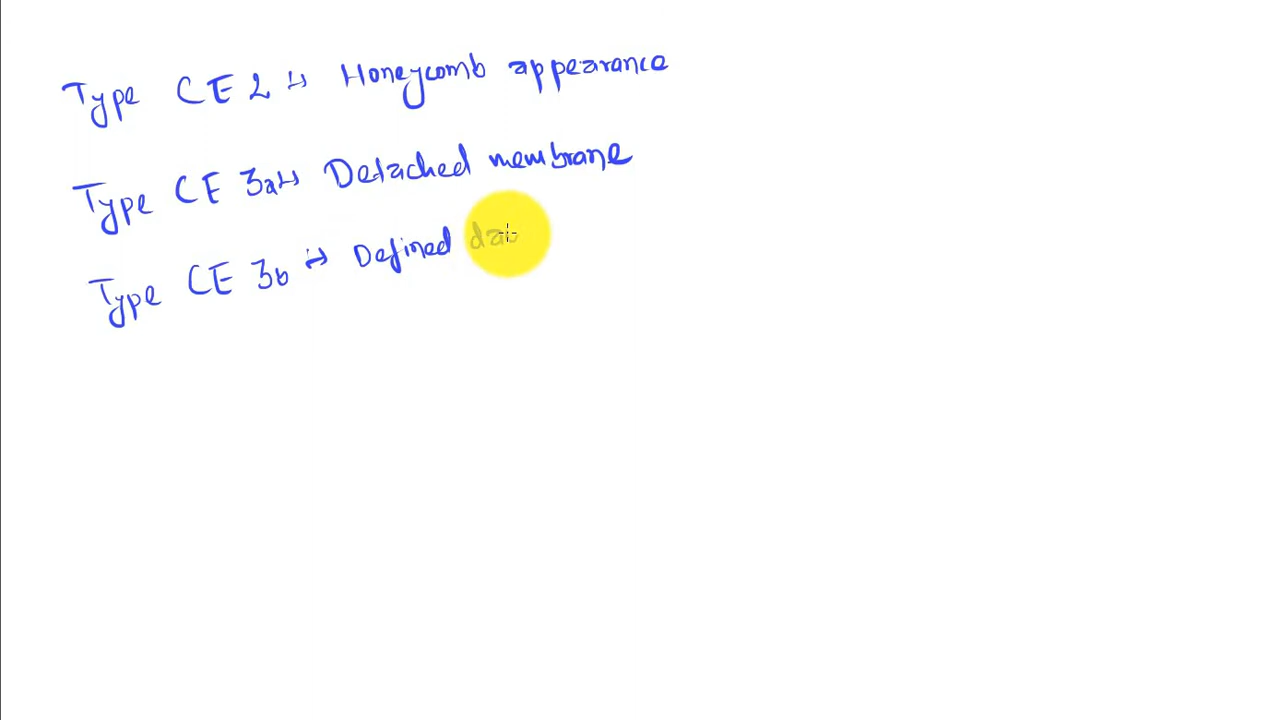 Type CE 2 → Honeycomb appearance
Type CE 3a → Detached membrane
Type CE 3b → Defined